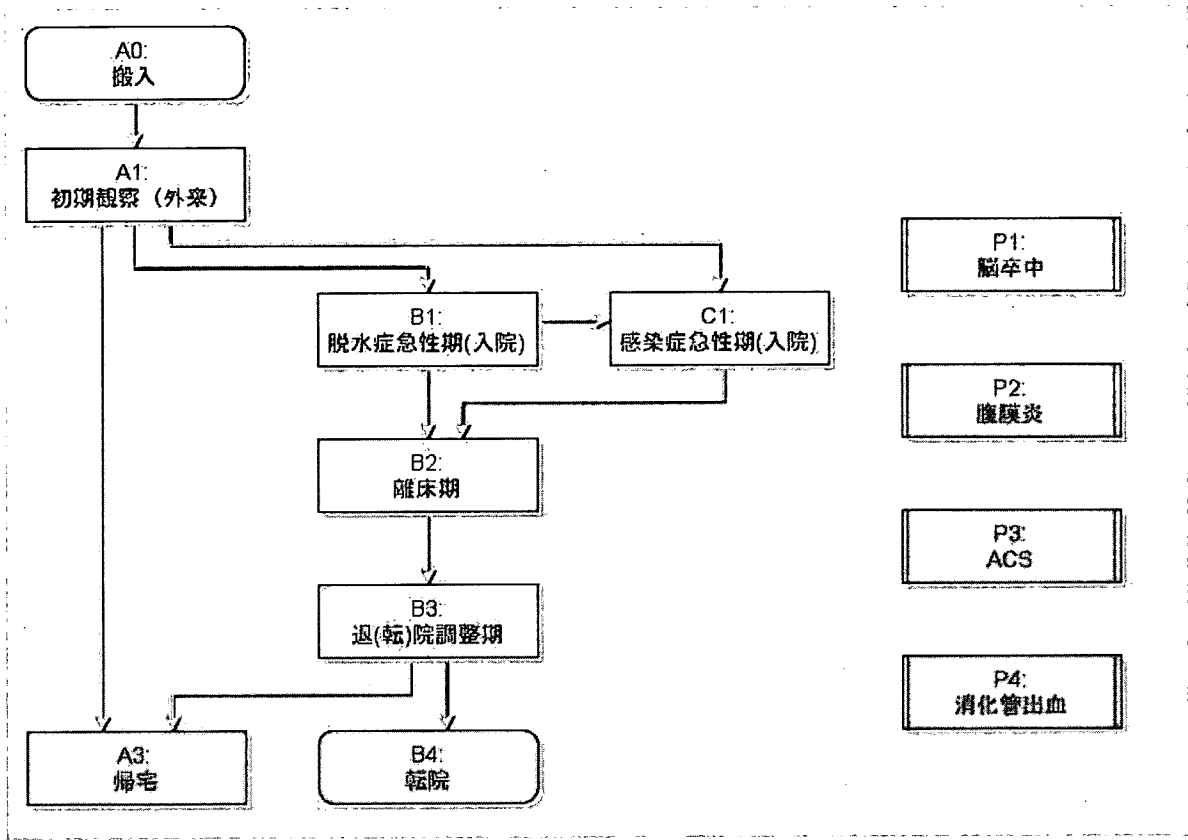 A0:
搬入
A1:
初期観察（外来）
B1:
脱水症急性期(入院)
C1:
感染症急性期(入院)
B2:
離床期
B3:
退(転)院調整期
A3:
帰宅
B4:
転院
P1:
脳卒中
P2:
腹膜炎
P3:
ACS
P4:
消化管出血